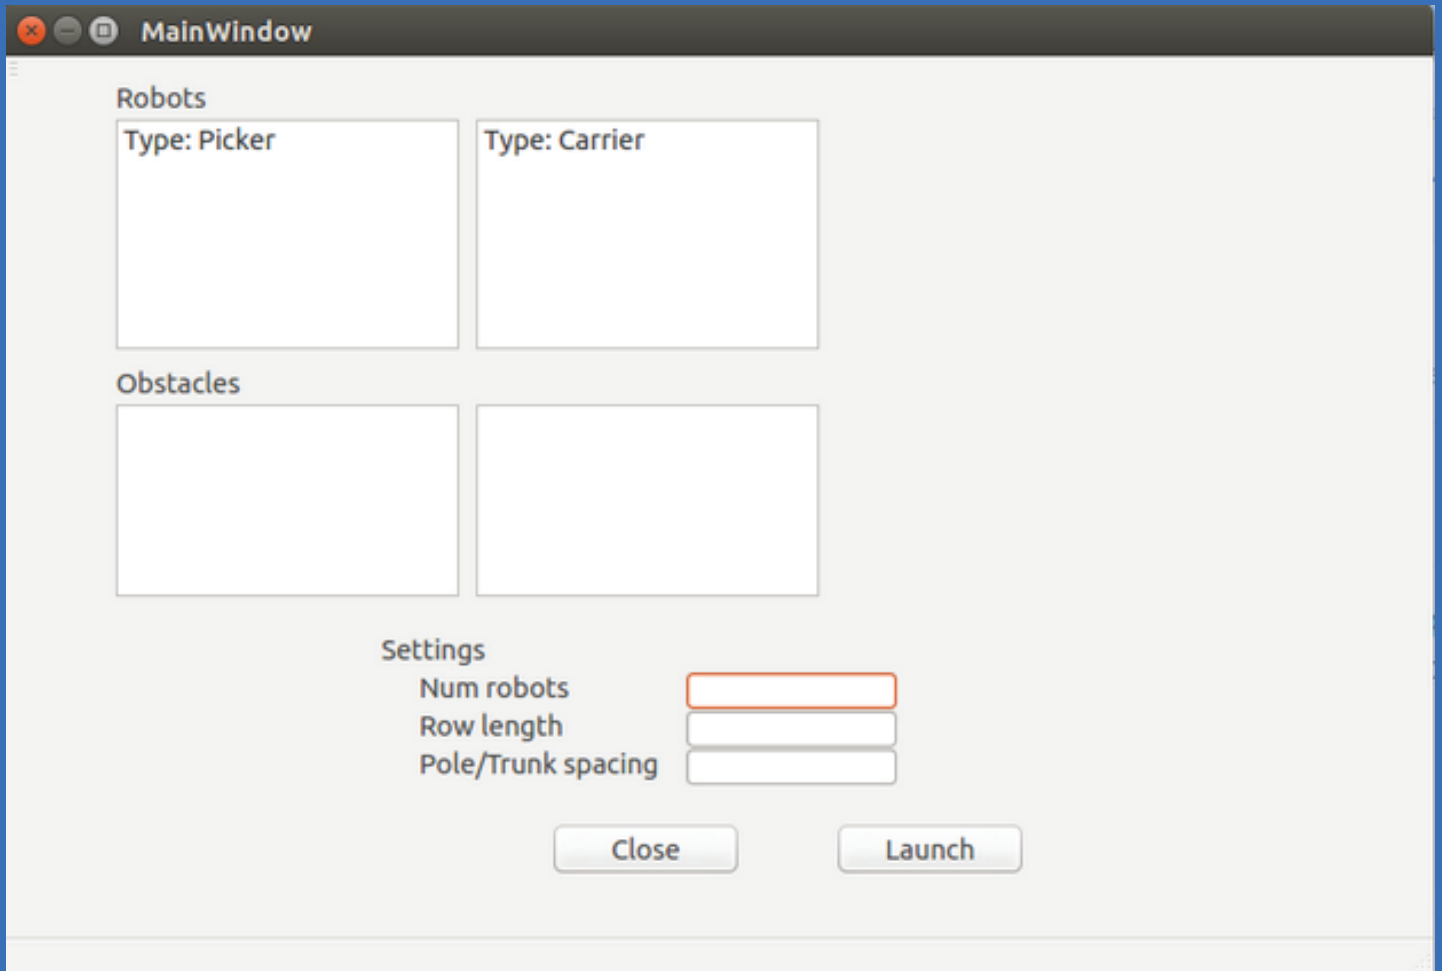 MainWindow
Robots
Type: Picker
Type: Carrier
Obstacles
Settings
Num robots
Row length
Pole/Trunk spacing
Close
Launch